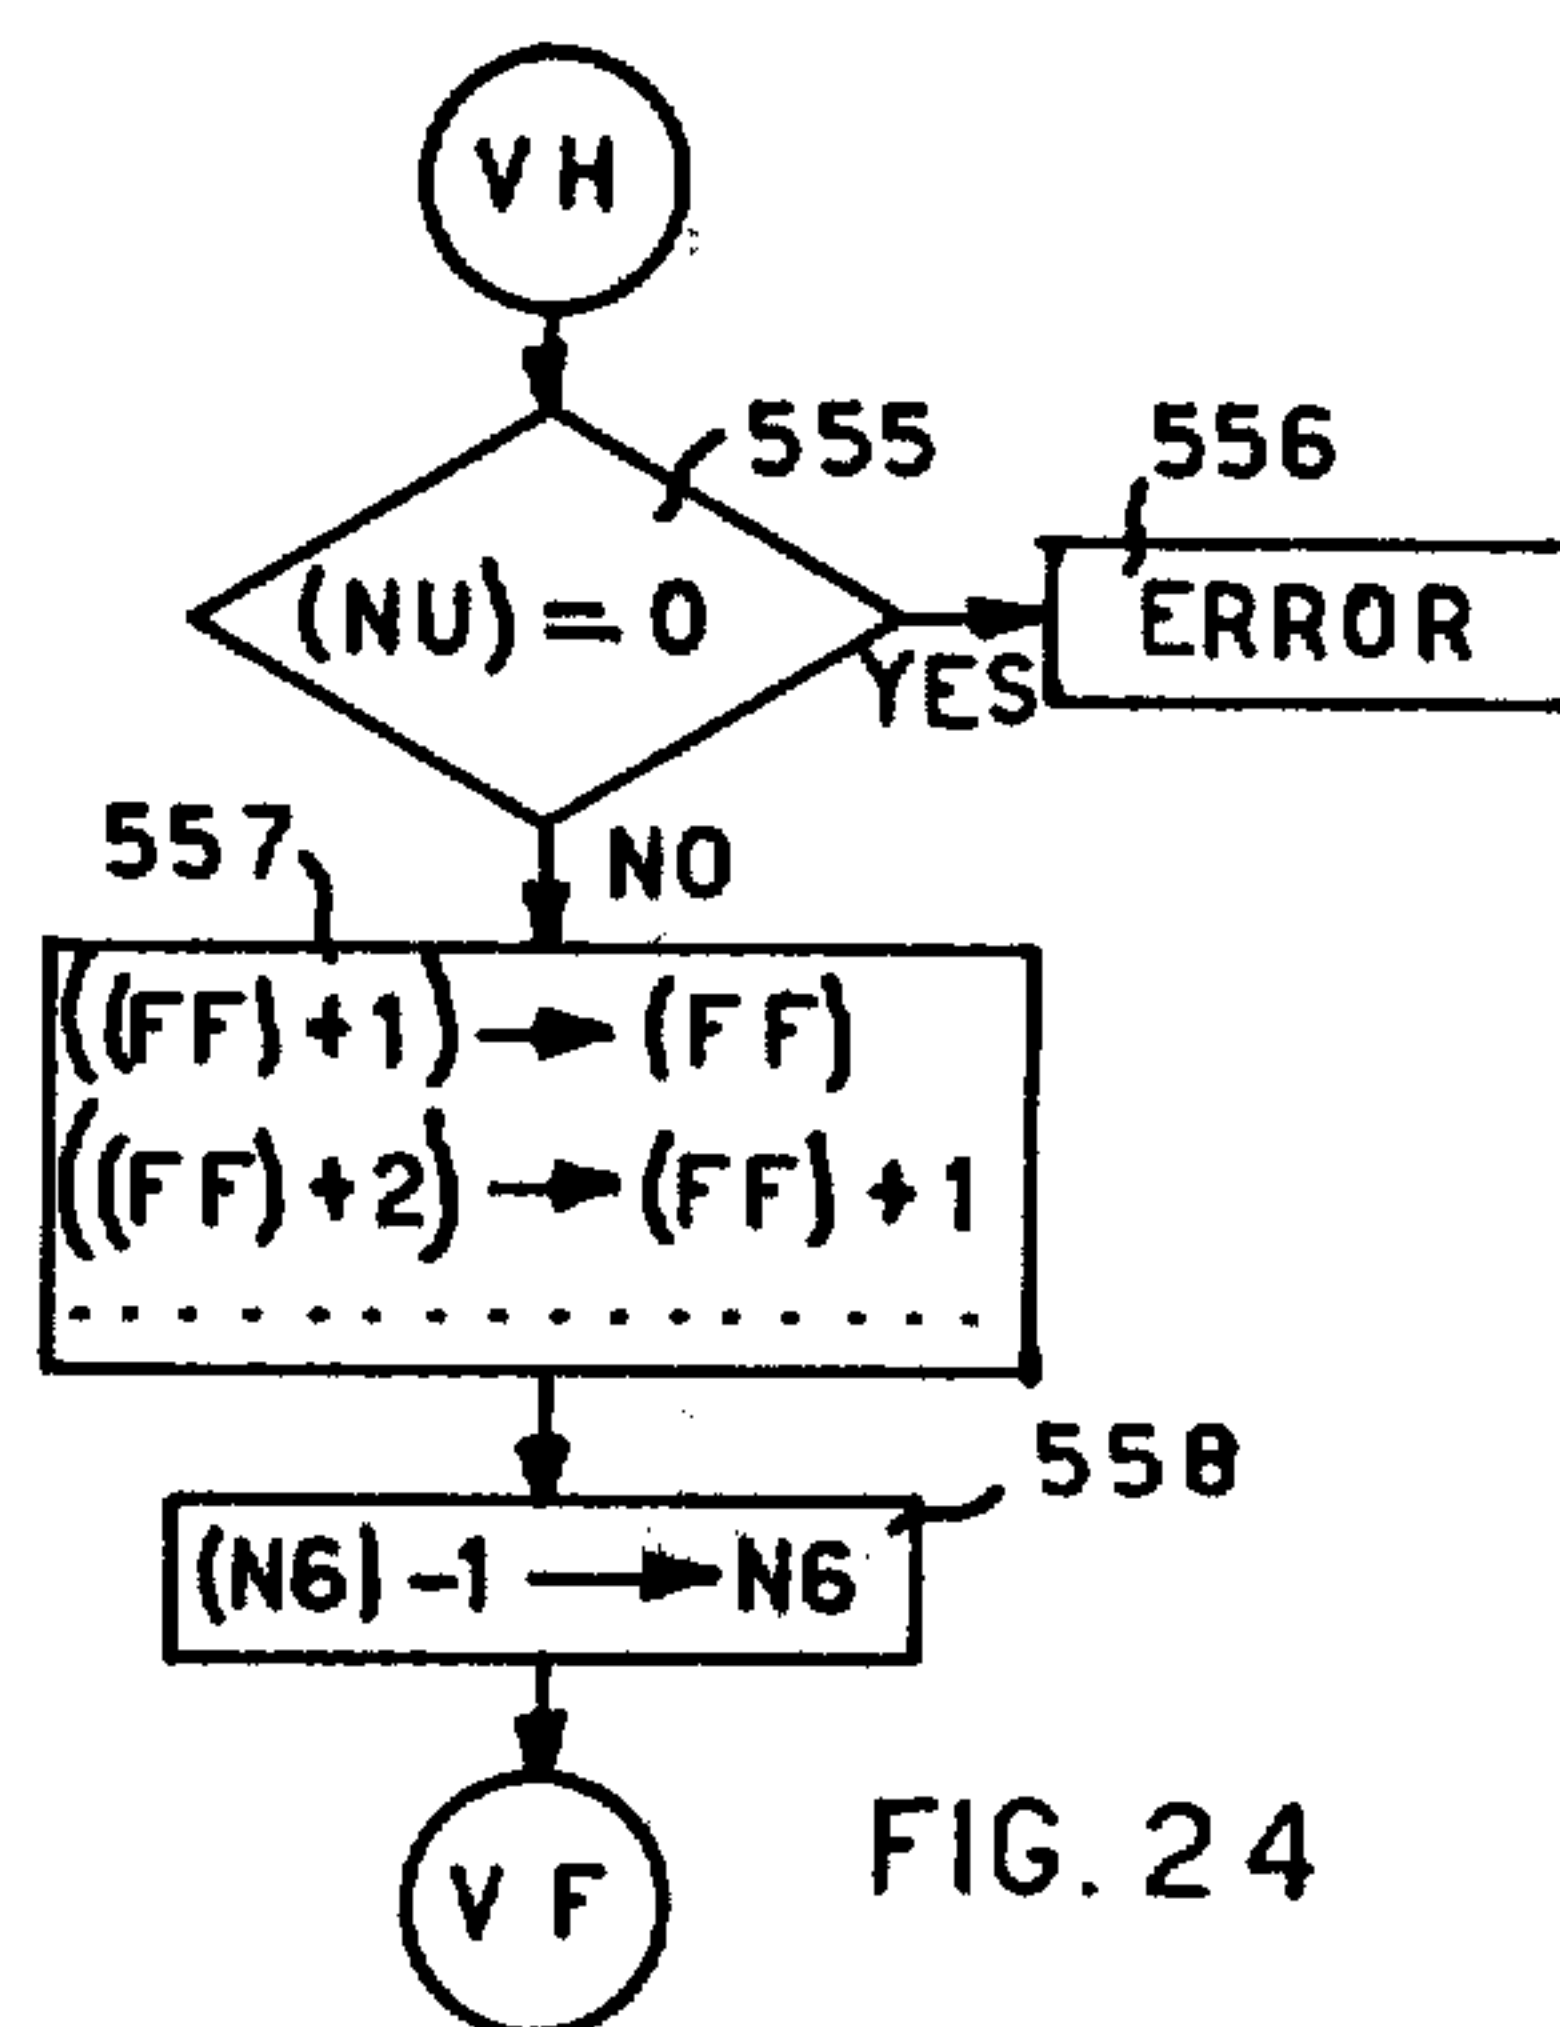 VH
555
556
(NU)=0
ERROR
YES
557
NO
((FF)+1)→(FF)
((FF)+2)→(FF)+1
................
558
(N6)-1→N6
VF
FIG. 24